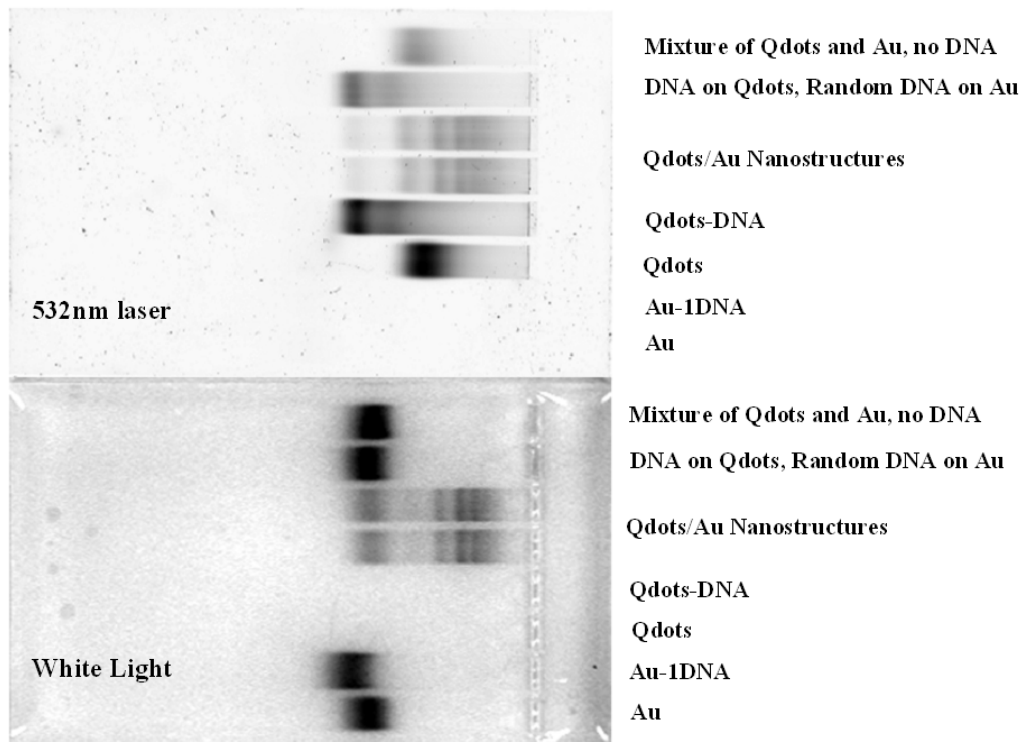 Mixture of Qdots and Au, no DNA
DNA on Qdots, Random DNA on Au
Qdots/Au Nanostructures
Qdots-DNA
Qdots
Au-1DNA
Au
532nm laser
Mixture of Qdots and Au, no DNA
DNA on Qdots, Random DNA on Au
Qdots/Au Nanostructures
Qdots-DNA
Qdots
Au-1DNA
Au
White Light